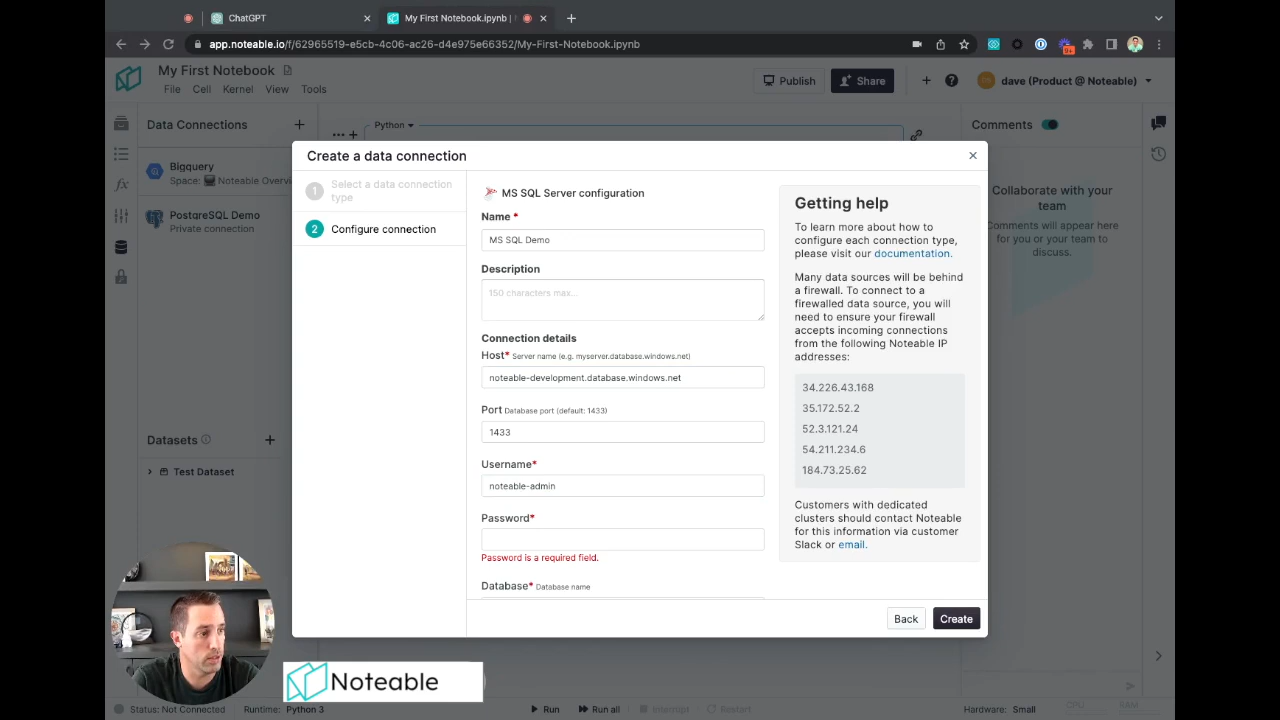 ChatGPT
My First Notebook.ipynb |
app.noteable.io/f/62965519-e5cb-4c06-ac26-d4e975e66352/My-First-Notebook.ipynb
My First Notebook
File Cell Kernel View Tools
Publish
Share
dave (Product @ Noteable)
Data Connections
Python
Comments
Bigquery
Space: Noteable Overvi
PostgreSQL Demo
Private connection
Datasets
Test Dataset
Create a data connection
1 Select a data connection
type
2 Configure connection
MS SQL Server configuration
Name *
MS SQL Demo
Description
150 characters max...
Connection details
Host* Server name (e.g. myserver.database.windows.net)
noteable-development.database.windows.net
Port Database port (default: 1433)
1433
Username*
noteable-admin
Password*
Password is a required field.
Database* Database name
Getting help
To learn more about how to
configure each connection type,
please visit our documentation.
Many data sources will be behind
a firewall. To connect to a
firewalled data source, you will
need to ensure your firewall
accepts incoming connections
from the following Noteable IP
addresses:
34.226.43.168
35.172.52.2
52.3.121.24
54.211.234.6
184.73.25.62
Customers with dedicated
clusters should contact Noteable
for this information via customer
Slack or email.
Back
Create
Collaborate with your
team
Comments will appear here
for you or your team to
discuss.
Noteable
Status: Not Connected
Runtime: Python 3
Run
Run all
Interrupt
Restart
Hardware: Small
CPU
RAM